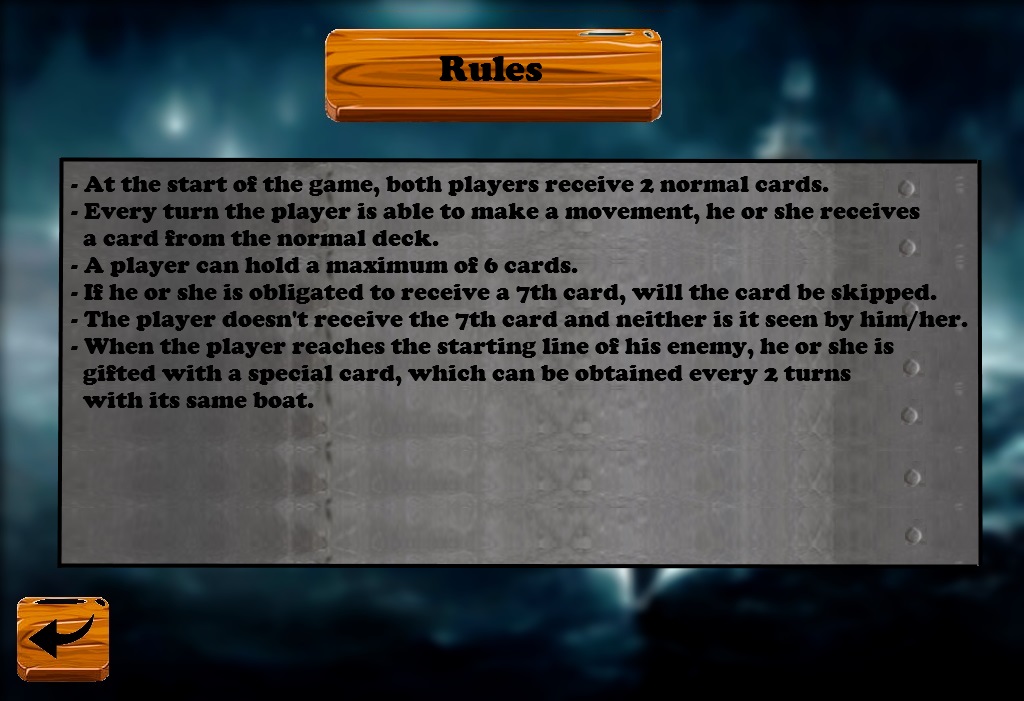 Rules
- At the start of the game, both players receive 2 normal cards.
- Every turn the player is able to make a movement, he or she receives
a card from the normal deck.
- A player can hold a maximum of 6 cards.
- If he or she is obligated to receive a 7th card, will the card be skipped.
- The player doesn't receive the 7th card and neither is it seen by him/her.
- When the player reaches the starting line of his enemy, he or she is
gifted with a special card, which can be obtained every 2 turns
with its same boat.